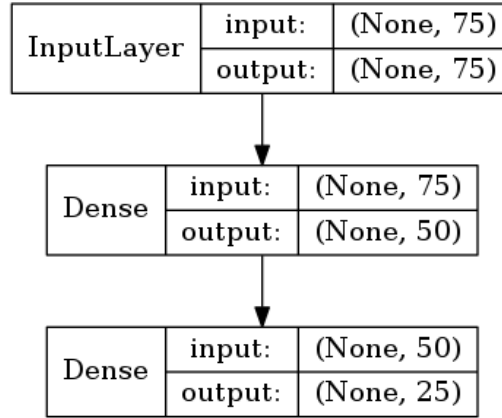 InputLayer
input: (None, 75)
output: (None, 75)
Dense
input: (None, 75)
output: (None, 50)
Dense
input: (None, 50)
output: (None, 25)